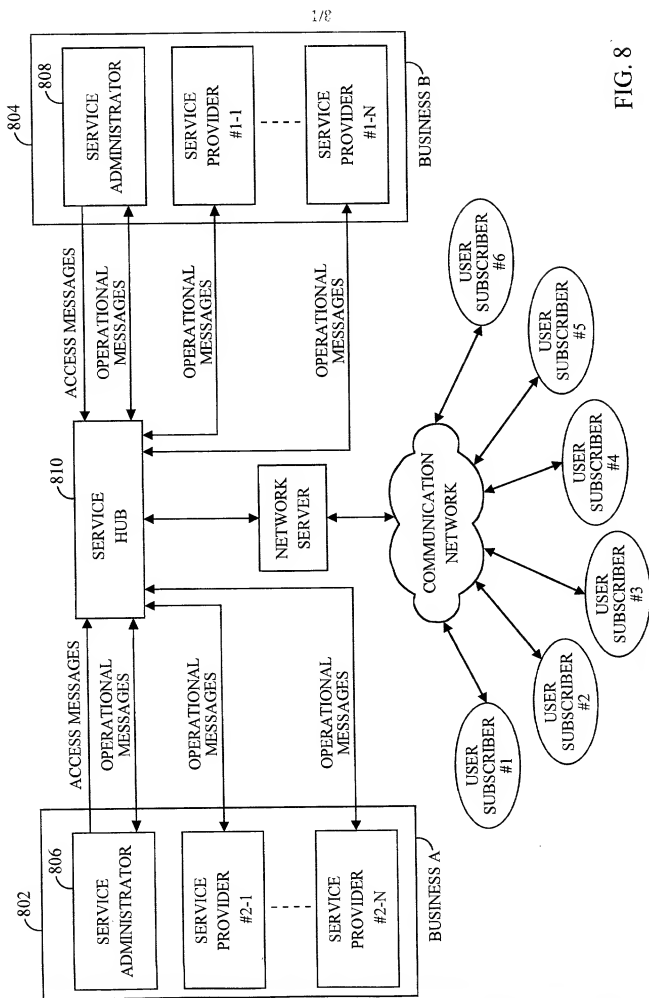 8/1
804
808
SERVICE
ADMINISTRATOR
SERVICE
PROVIDER
#1-1
SERVICE
PROVIDER
#1-N
BUSINESS B
ACCESS MESSAGES
OPERATIONAL
MESSAGES
OPERATIONAL
MESSAGES
OPERATIONAL
MESSAGES
810
SERVICE
HUB
NETWORK
SERVER
COMMUNICATION
NETWORK
ACCESS MESSAGES
OPERATIONAL
MESSAGES
OPERATIONAL
MESSAGES
OPERATIONAL
MESSAGES
802
806
SERVICE
ADMINISTRATOR
SERVICE
PROVIDER
#2-1
SERVICE
PROVIDER
#2-N
BUSINESS A
USER
SUBSCRIBER
#1
USER
SUBSCRIBER
#2
USER
SUBSCRIBER
#3
USER
SUBSCRIBER
#4
USER
SUBSCRIBER
#5
USER
SUBSCRIBER
#6
FIG. 8